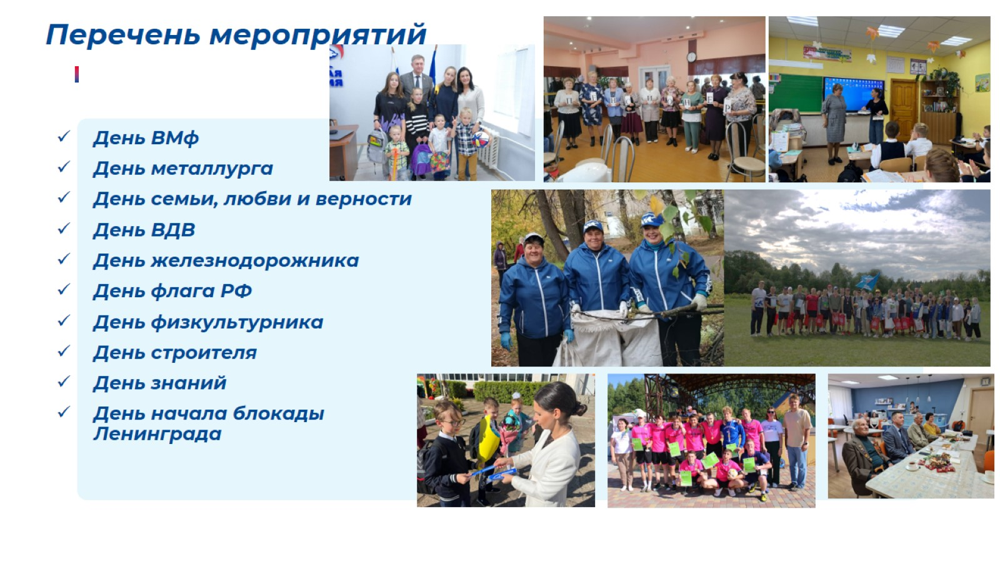 Перечень мероприятий
День ВМф
День металлурга
День семьи, любви и верности
День ВДВ
День железнодорожника
День флага РФ
День физкультурника
День строителя
День знаний
День начала блокады
Ленинграда